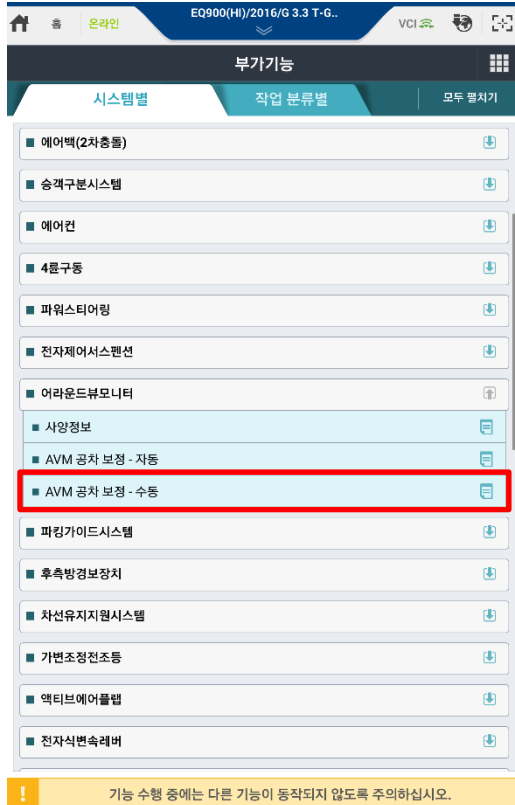 홈 온라인 EQ900(HI)/2016/G 3.3 T-G.. VCI
부가기능
시스템별 작업 분류별 모두 펼치기
에어백(2차충돌)
승객구분시스템
에어컨
4륜구동
파워스티어링
전자제어서스펜션
어라운드뷰모니터
사양정보
AVM 공차 보정 - 자동
AVM 공차 보정 - 수동
파킹가이드시스템
후측방경보장치
차선유지지원시스템
가변조정전조등
액티브에어플랩
전자식변속레버
! 기능 수행 중에는 다른 기능이 동작되지 않도록 주의하십시오.